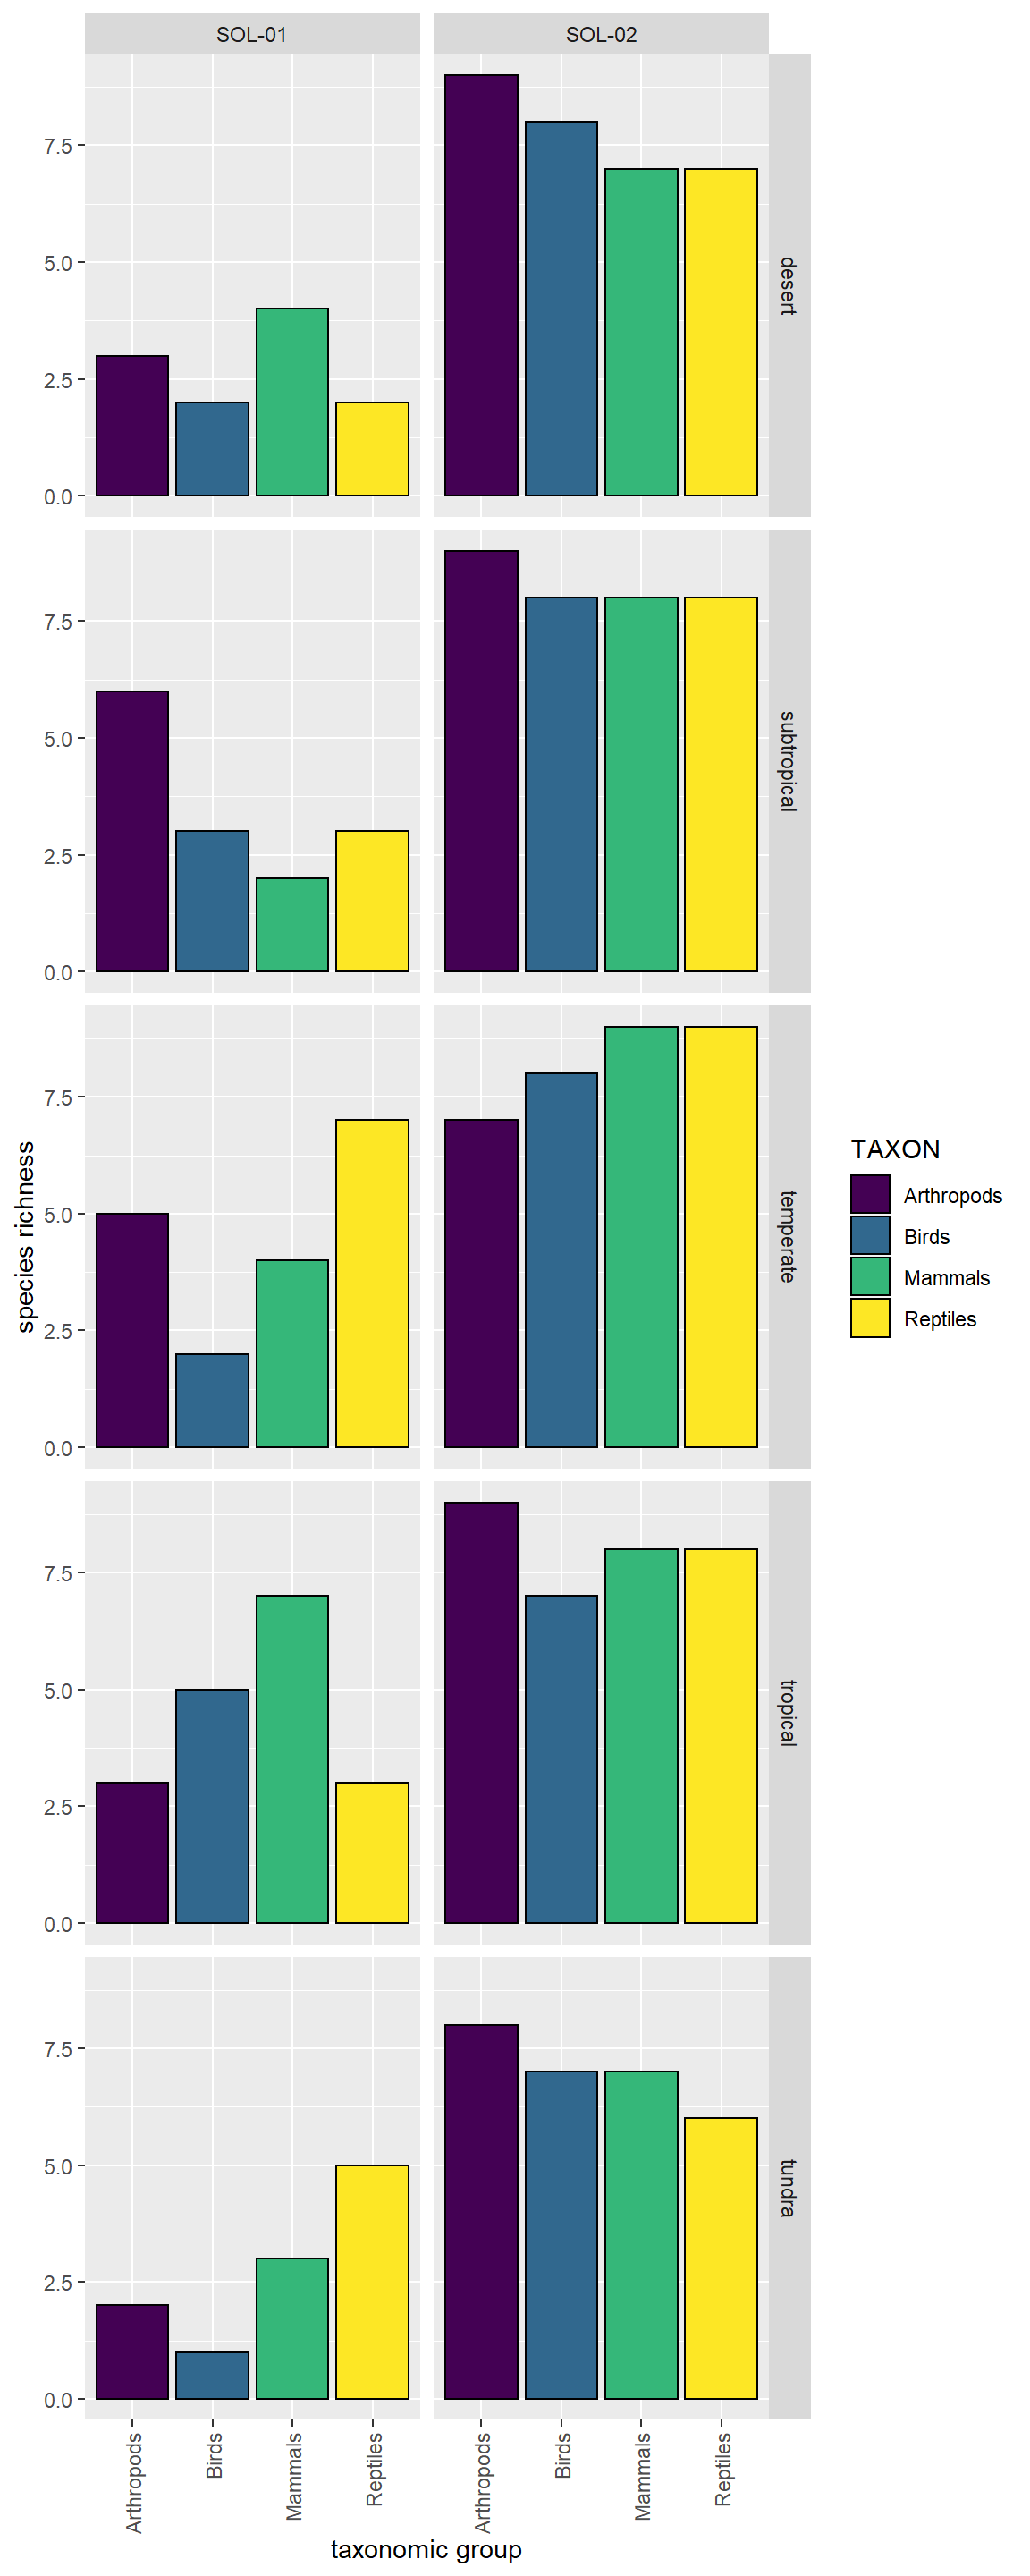 SOL-01 SOL-02
7.5
5.0
2.5
0.0
desert
7.5
5.0
2.5
0.0
subtropical
7.5
5.0
2.5
0.0
temperate
7.5
5.0
2.5
0.0
tropical
7.5
5.0
2.5
0.0
tundra
species richness
Arthropods Birds Mammals Reptiles Arthropods Birds Mammals Reptiles
taxonomic group
TAXON
Arthropods
Birds
Mammals
Reptiles